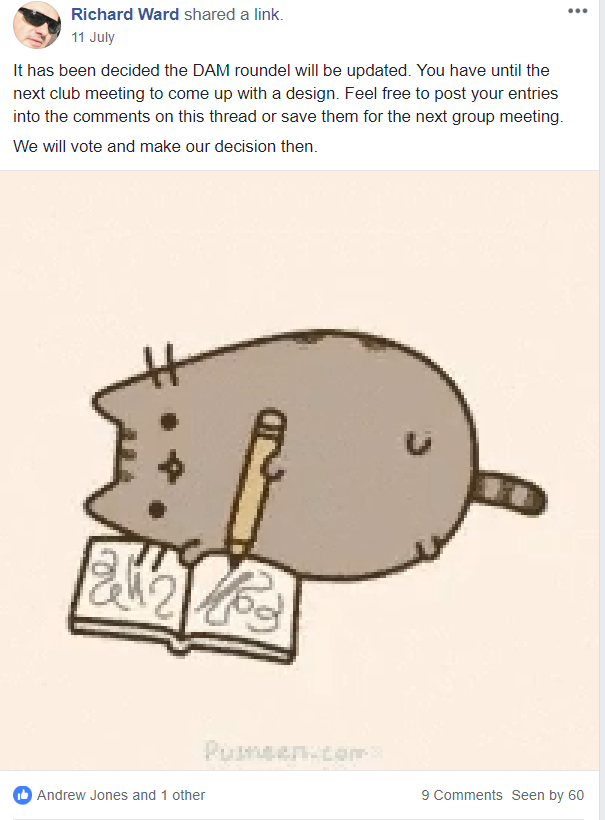 Richard Ward shared a link.
11 July
It has been decided the DAM roundel will be updated. You have until the
next club meeting to come up with a design. Feel free to post your entries
into the comments on this thread or save them for the next group meeting.
We will vote and make our decision then.
Pusheen.com
Andrew Jones and 1 other 9 Comments Seen by 60